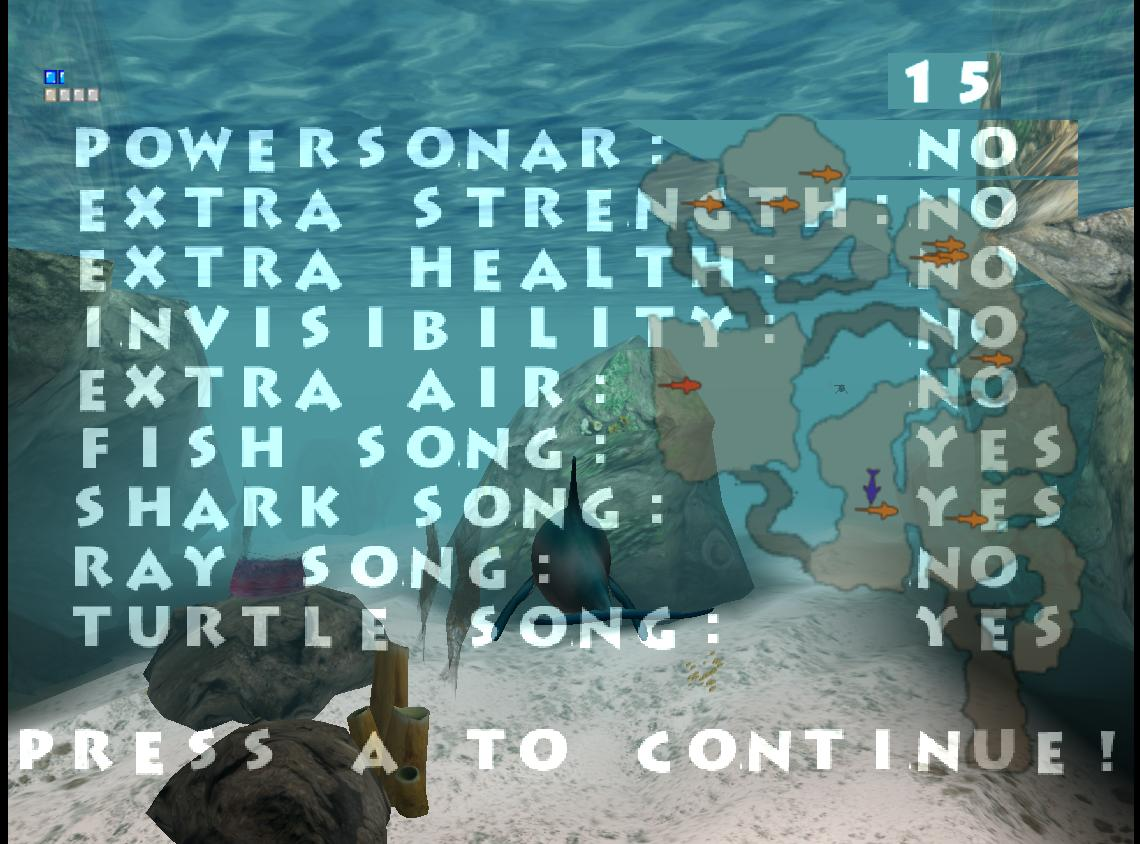 15
POWERSONAR: NO
EXTRA STRENGTH: NO
EXTRA HEALTH: NO
INVISIBILITY: NO
EXTRA AIR: NO
FISH SONG: YES
SHARK SONG: YES
RAY SONG: NO
TURTLE SONG: YES
PRESS A TO CONTINUE!